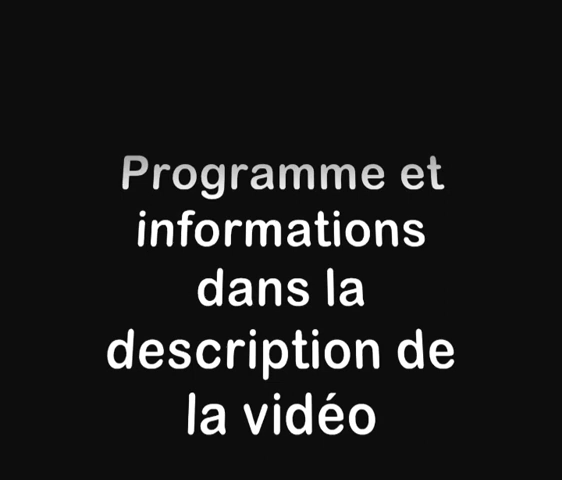 Programme et
informations
dans la
description de
la vidéo